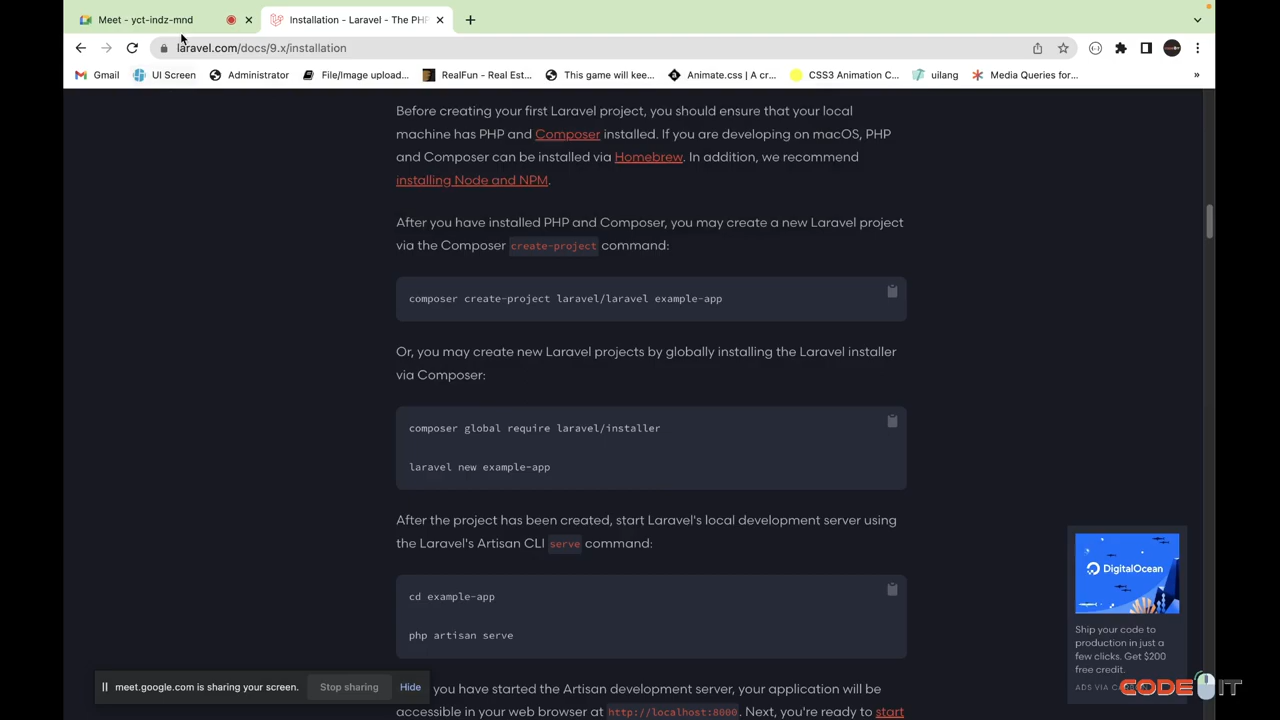 Meet - yct-indz-mnd
Installation - Laravel - The PHP
laravel.com/docs/9.x/installation
Gmail
UI Screen
Administrator
File/Image upload...
RealFun - Real Est...
This game will kee...
Animate.css | A cr...
CSS3 Animation C...
uilang
Media Queries for...
»
Before creating your first Laravel project, you should ensure that your local
machine has PHP and Composer installed. If you are developing on macOS, PHP
and Composer can be installed via Homebrew. In addition, we recommend
installing Node and NPM.
After you have installed PHP and Composer, you may create a new Laravel project
via the Composer create-project command:
composer create-project laravel/laravel example-app
Or, you may create new Laravel projects by globally installing the Laravel installer
via Composer:
composer global require laravel/installer
laravel new example-app
After the project has been created, start Laravel's local development server using
the Laravel's Artisan CLI serve command:
cd example-app
php artisan serve
you have started the Artisan development server, your application will be
accessible in your web browser at http://localhost:8000. Next, you're ready to start
DigitalOcean
Ship your code to
production in just a
few clicks. Get $200
free credit.
ADS VIA
CODE IT
meet.google.com is sharing your screen.
Stop sharing
Hide